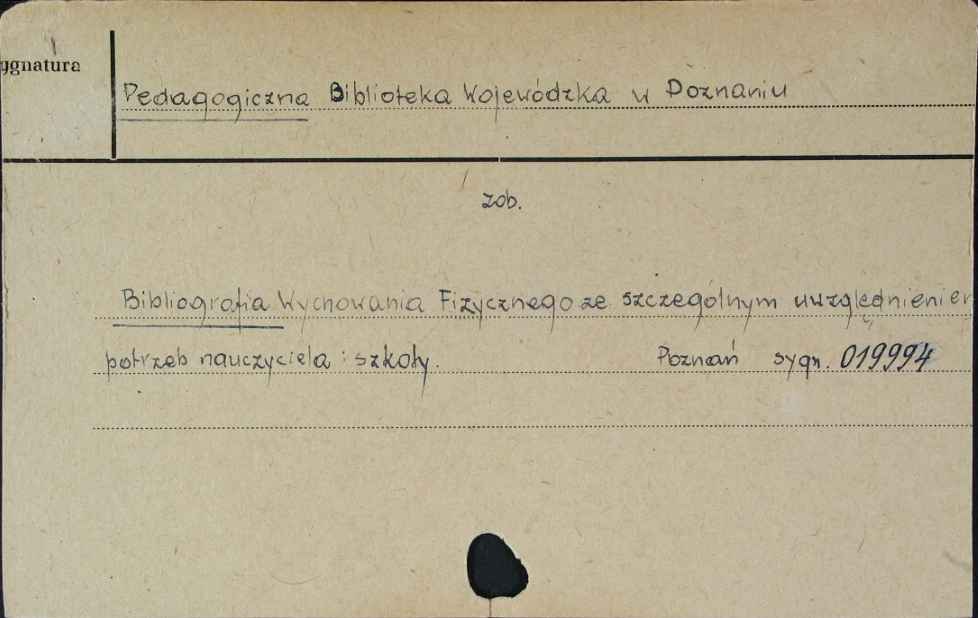 ygnatura
Pedagogiczna Biblioteka Wojewódzka w Poznaniu
zob.
Bibliografia Wychowania Fizycznego ze szczególnym uwzględnieniem
potrzeb nauczyciela i szkoły. Poznań sygn. 019994